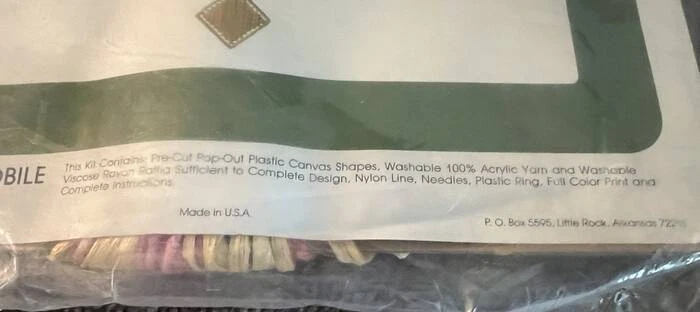 OBILE
This Kit Contains: Pre-Cut Pop-Out Plastic Canvas Shapes, Washable 100% Acrylic Yarn and Washable
Viscose Rayon Raffia Sufficient to Complete Design, Nylon Line, Needles, Plastic Ring, Full Color Print and
Complete Instructions.
Made in U.S.A.
P.O. Box 5595, Little Rock, Arkansas